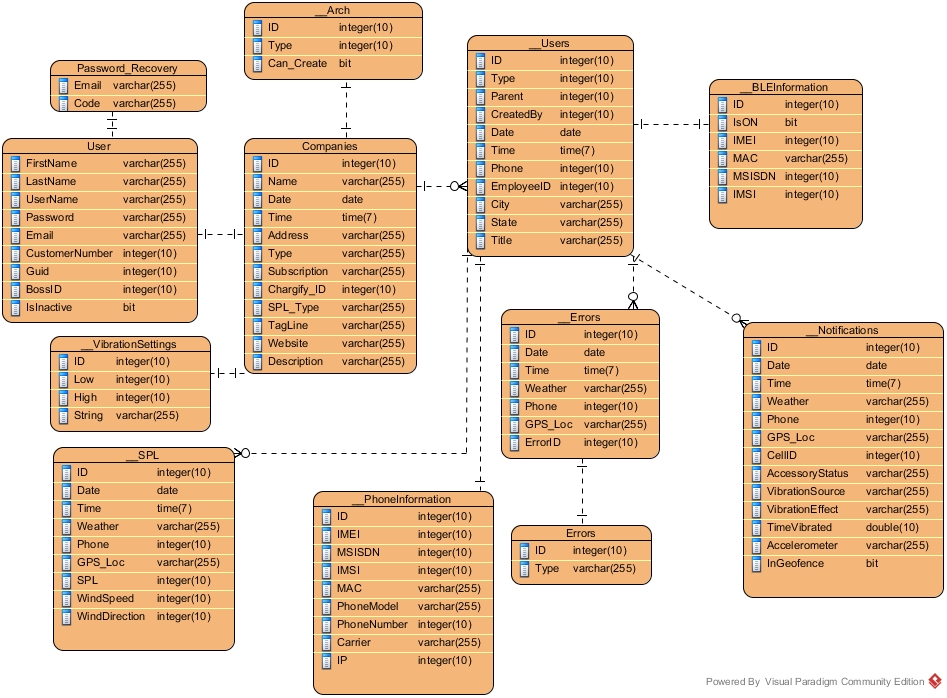 __Arch
ID integer(10)
Type integer(10)
Can_Create bit
Password_Recovery
Email varchar(255)
Code varchar(255)
User
FirstName varchar(255)
LastName varchar(255)
UserName varchar(255)
Password varchar(255)
Email varchar(255)
CustomerNumber integer(10)
Guid integer(10)
BossID integer(10)
IsInactive bit
Companies
ID integer(10)
Name varchar(255)
Date date
Time time(7)
Address varchar(255)
Type varchar(255)
Subscription varchar(255)
Chargify_ID integer(10)
SPL_Type varchar(255)
TagLine varchar(255)
Website varchar(255)
Description varchar(255)
__Users
ID integer(10)
Type integer(10)
Parent integer(10)
CreatedBy integer(10)
Date date
Time time(7)
Phone integer(10)
EmployeeID integer(10)
City varchar(255)
State varchar(255)
Title varchar(255)
__BLEInformation
ID integer(10)
IsON bit
IMEI integer(10)
MAC varchar(255)
MSISDN integer(10)
IMSI integer(10)
__VibrationSettings
ID integer(10)
Low integer(10)
High integer(10)
String varchar(255)
__SPL
ID integer(10)
Date date
Time time(7)
Weather varchar(255)
Phone integer(10)
GPS_Loc varchar(255)
SPL integer(10)
WindSpeed integer(10)
WindDirection integer(10)
__PhoneInformation
ID integer(10)
IMEI integer(10)
MSISDN integer(10)
IMSI integer(10)
MAC varchar(255)
PhoneModel varchar(255)
PhoneNumber integer(10)
Carrier varchar(255)
IP integer(10)
__Errors
ID integer(10)
Date date
Time time(7)
Weather varchar(255)
Phone integer(10)
GPS_Loc varchar(255)
ErrorID integer(10)
Errors
ID integer(10)
Type varchar(255)
__Notifications
ID integer(10)
Date date
Time time(7)
Weather varchar(255)
Phone integer(10)
GPS_Loc varchar(255)
CellID integer(10)
AccessoryStatus varchar(255)
VibrationSource varchar(255)
VibrationEffect varchar(255)
TimeVibrated double(10)
Accelerometer varchar(255)
InGeofence bit
Powered By Visual Paradigm Community Edition